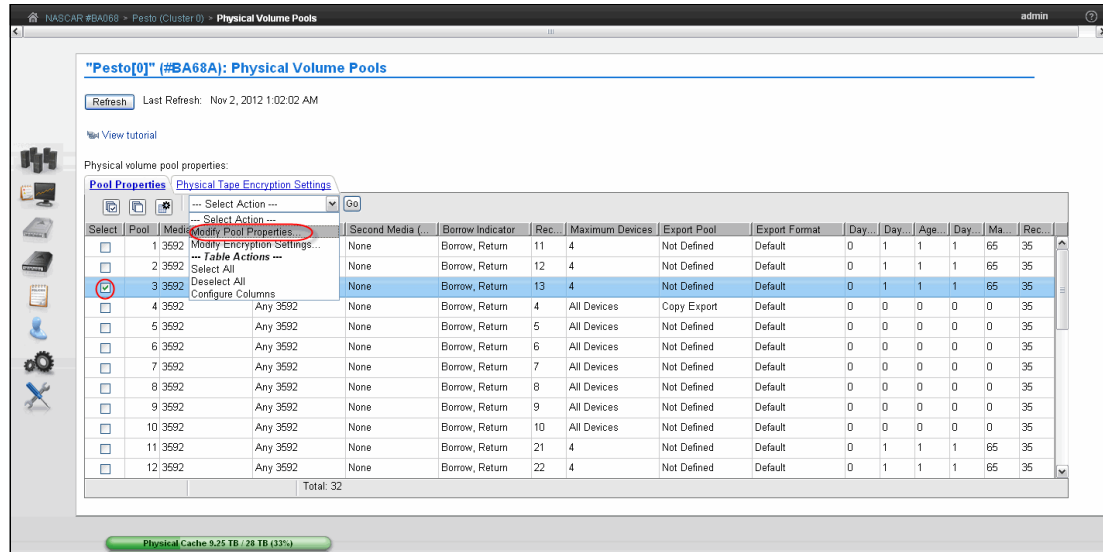 NASCAR #BA068 > Pesto (Cluster 0) > Physical Volume Pools admin ?
"Pesto[0]" (#BA68A): Physical Volume Pools
Refresh Last Refresh: Nov 2, 2012 1:02:02 AM
View tutorial
Physical volume pool properties:
Pool Properties Physical Tape Encryption Settings
--- Select Action --- Go
--- Select Action ---
Modify Pool Properties...
Modify Encryption Settings...
--- Table Actions ---
Select All
Deselect All
Configure Columns
Select Pool Media Second Media (... Borrow Indicator Rec... Maximum Devices Export Pool Export Format Day... Day... Age... Day... Ma... Rec...
1 3592 None Borrow, Return 11 4 Not Defined Default 0 1 1 1 65 35
2 3592 None Borrow, Return 12 4 Not Defined Default 0 1 1 1 65 35
3 3592 None Borrow, Return 13 4 Not Defined Default 0 1 1 1 65 35
4 3592 Any 3592 None Borrow, Return 4 All Devices Copy Export Default 0 0 0 0 0 35
5 3592 Any 3592 None Borrow, Return 5 All Devices Not Defined Default 0 0 0 0 0 35
6 3592 Any 3592 None Borrow, Return 6 All Devices Not Defined Default 0 0 0 0 0 35
7 3592 Any 3592 None Borrow, Return 7 All Devices Not Defined Default 0 0 0 0 0 35
8 3592 Any 3592 None Borrow, Return 8 All Devices Not Defined Default 0 0 0 0 0 35
9 3592 Any 3592 None Borrow, Return 9 All Devices Not Defined Default 0 0 0 0 0 35
10 3592 Any 3592 None Borrow, Return 10 All Devices Not Defined Default 0 0 0 0 0 35
11 3592 Any 3592 None Borrow, Return 21 4 Not Defined Default 0 1 1 1 65 35
12 3592 Any 3592 None Borrow, Return 22 4 Not Defined Default 0 1 1 1 65 35
Total: 32
Physical Cache 9.25 TB / 28 TB (33%)